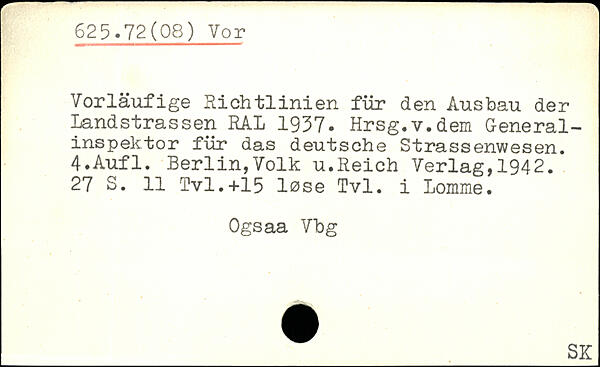 625.72(08) Vor
Vorläufige Richtlinien für den Ausbau der
Landstrassen RAL 1937. Hrsg.v.dem General-
inspektor für das deutsche Strassenwesen.
4.Aufl. Berlin,Volk u.Reich Verlag,1942.
27 S. 11 Tvl.+15 løse Tvl. i Lomme.
Ogsaa Vbg
SK